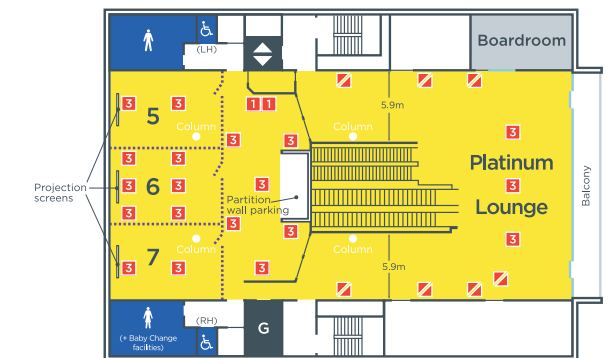 Boardroom
(LH)
5.9m
3
3
1
1
3
5
Column
Column
3
3
3
3
3
Platinum
Projection
screens
6
3
3
3
3
Partition
wall parking
Lounge
Balcony
3
3
3
3
7
Column
Column
3
3
3
3
5.9m
(RH)
G
(+ Baby Change
facilities)